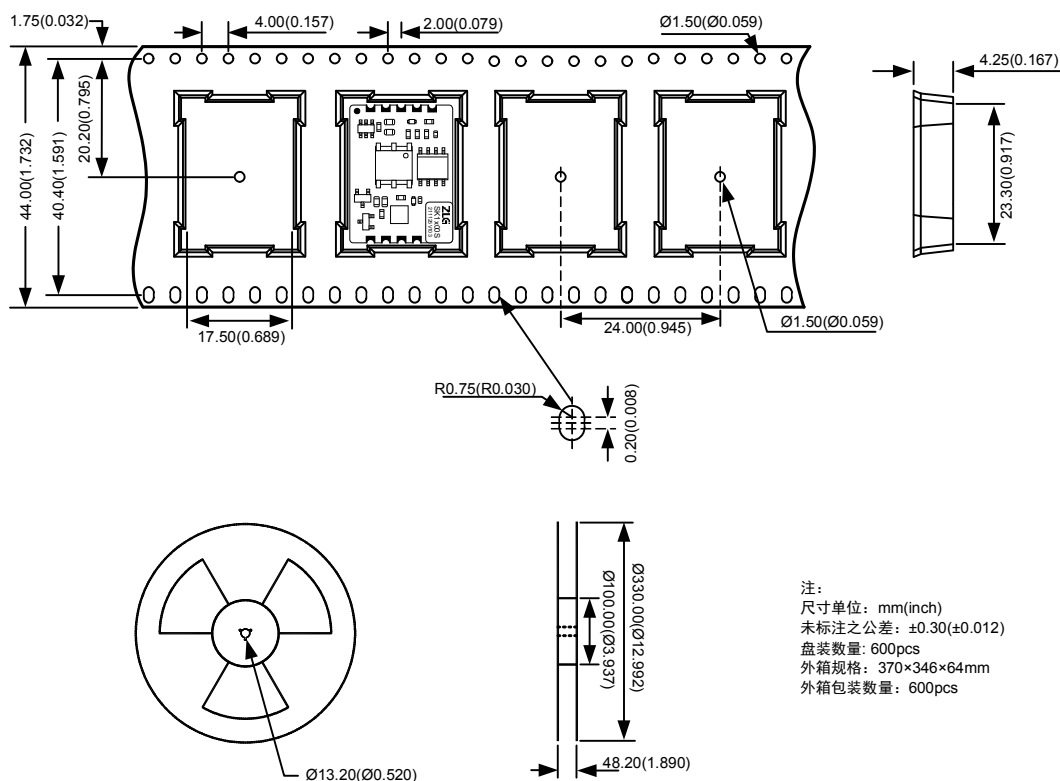 1.75(0.032)
4.00(0.157)
2.00(0.079)
Ø1.50(Ø0.059)
4.25(0.167)
44.00(1.732)
40.40(1.591)
20.20(0.795)
23.30(0.917)
ZLG
17.50(0.689)
24.00(0.945)
Ø1.50(Ø0.059)
R0.75(R0.030)
0.20(0.008)
Ø100.00(Ø3.937)
Ø330.00(Ø12.992)
Ø13.20(Ø0.520)
48.20(1.890)
注:
尺寸单位: mm(inch)
未标注之公差: ±0.30(±0.012)
盘装数量: 600pcs
外箱规格: 370×346×64mm
外箱包装数量: 600pcs